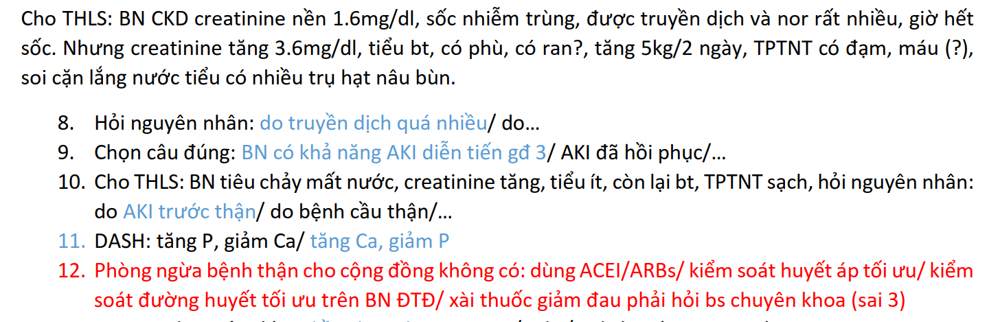 Cho THLS: BN CKD creatinine nền 1.6mg/dl, sốc nhiễm trùng, được truyền dịch và nor rất nhiều, giờ hết
sốc. Nhưng creatinine tăng 3.6mg/dl, tiểu bt, có phù, có ran?, tăng 5kg/2 ngày, TPTNT có đạm, máu (?),
soi cặn lắng nước tiểu có nhiều trụ hạt nâu bùn.
8. Hỏi nguyên nhân: do truyền dịch quá nhiều/ do...
9. Chọn câu đúng: BN có khả năng AKI diễn tiến gđ 3/ AKI đã hồi phục/...
10. Cho THLS: BN tiêu chảy mất nước, creatinine tăng, tiểu ít, còn lại bt, TPTNT sạch, hỏi nguyên nhân:
do AKI trước thận/ do bệnh cầu thận/...
11. DASH: tăng P, giảm Ca/ tăng Ca, giảm P
12. Phòng ngừa bệnh thận cho cộng đồng không có: dùng ACEI/ARBs/ kiểm soát huyết áp tối ưu/ kiểm
soát đường huyết tối ưu trên BN ĐTĐ/ xài thuốc giảm đau phải hỏi bs chuyên khoa (sai 3)